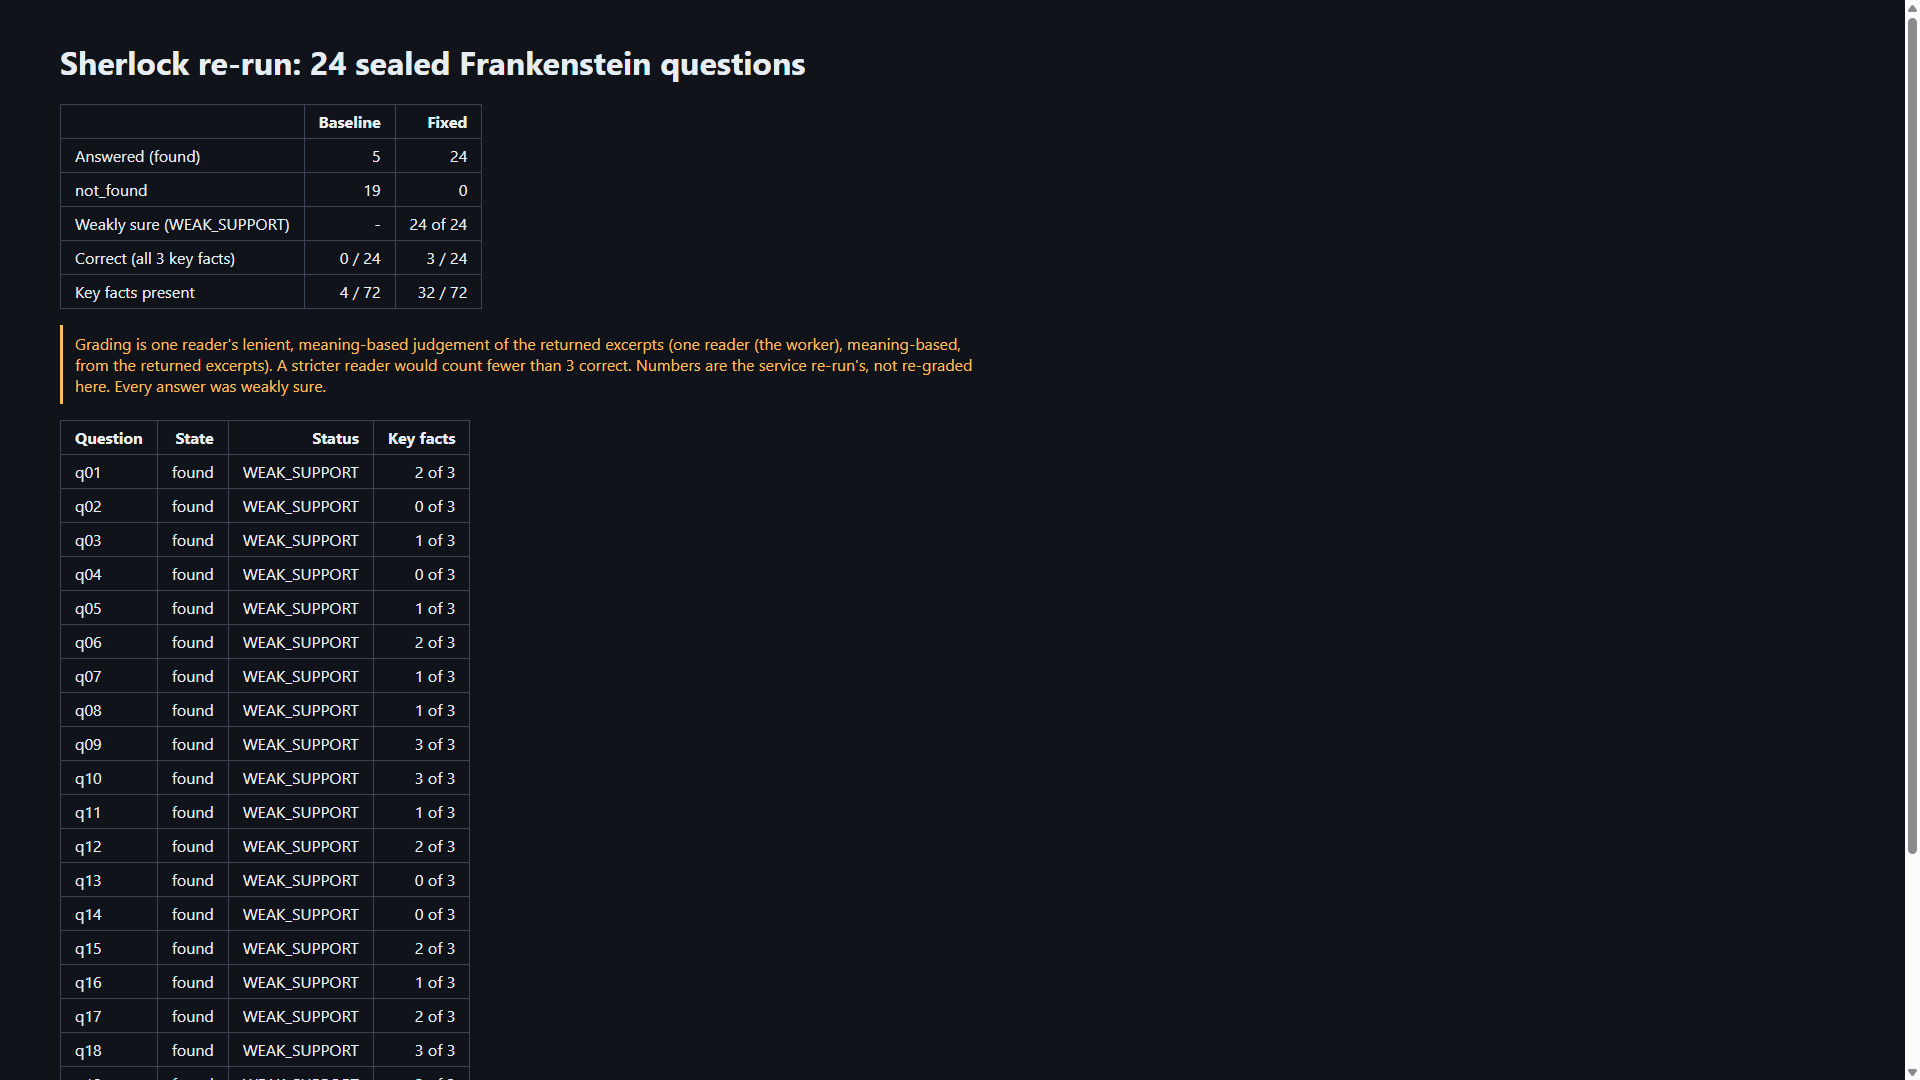 Sherlock re-run: 24 sealed Frankenstein questions
Baseline Fixed
Answered (found) 5 24
not_found 19 0
Weakly sure (WEAK_SUPPORT) - 24 of 24
Correct (all 3 key facts) 0 / 24 3 / 24
Key facts present 4 / 72 32 / 72
Grading is one reader's lenient, meaning-based judgement of the returned excerpts (one reader (the worker), meaning-based,
from the returned excerpts). A stricter reader would count fewer than 3 correct. Numbers are the service re-run's, not re-graded
here. Every answer was weakly sure.
Question State Status Key facts
q01 found WEAK_SUPPORT 2 of 3
q02 found WEAK_SUPPORT 0 of 3
q03 found WEAK_SUPPORT 1 of 3
q04 found WEAK_SUPPORT 0 of 3
q05 found WEAK_SUPPORT 1 of 3
q06 found WEAK_SUPPORT 2 of 3
q07 found WEAK_SUPPORT 1 of 3
q08 found WEAK_SUPPORT 1 of 3
q09 found WEAK_SUPPORT 3 of 3
q10 found WEAK_SUPPORT 3 of 3
q11 found WEAK_SUPPORT 1 of 3
q12 found WEAK_SUPPORT 2 of 3
q13 found WEAK_SUPPORT 0 of 3
q14 found WEAK_SUPPORT 0 of 3
q15 found WEAK_SUPPORT 2 of 3
q16 found WEAK_SUPPORT 1 of 3
q17 found WEAK_SUPPORT 2 of 3
q18 found WEAK_SUPPORT 3 of 3